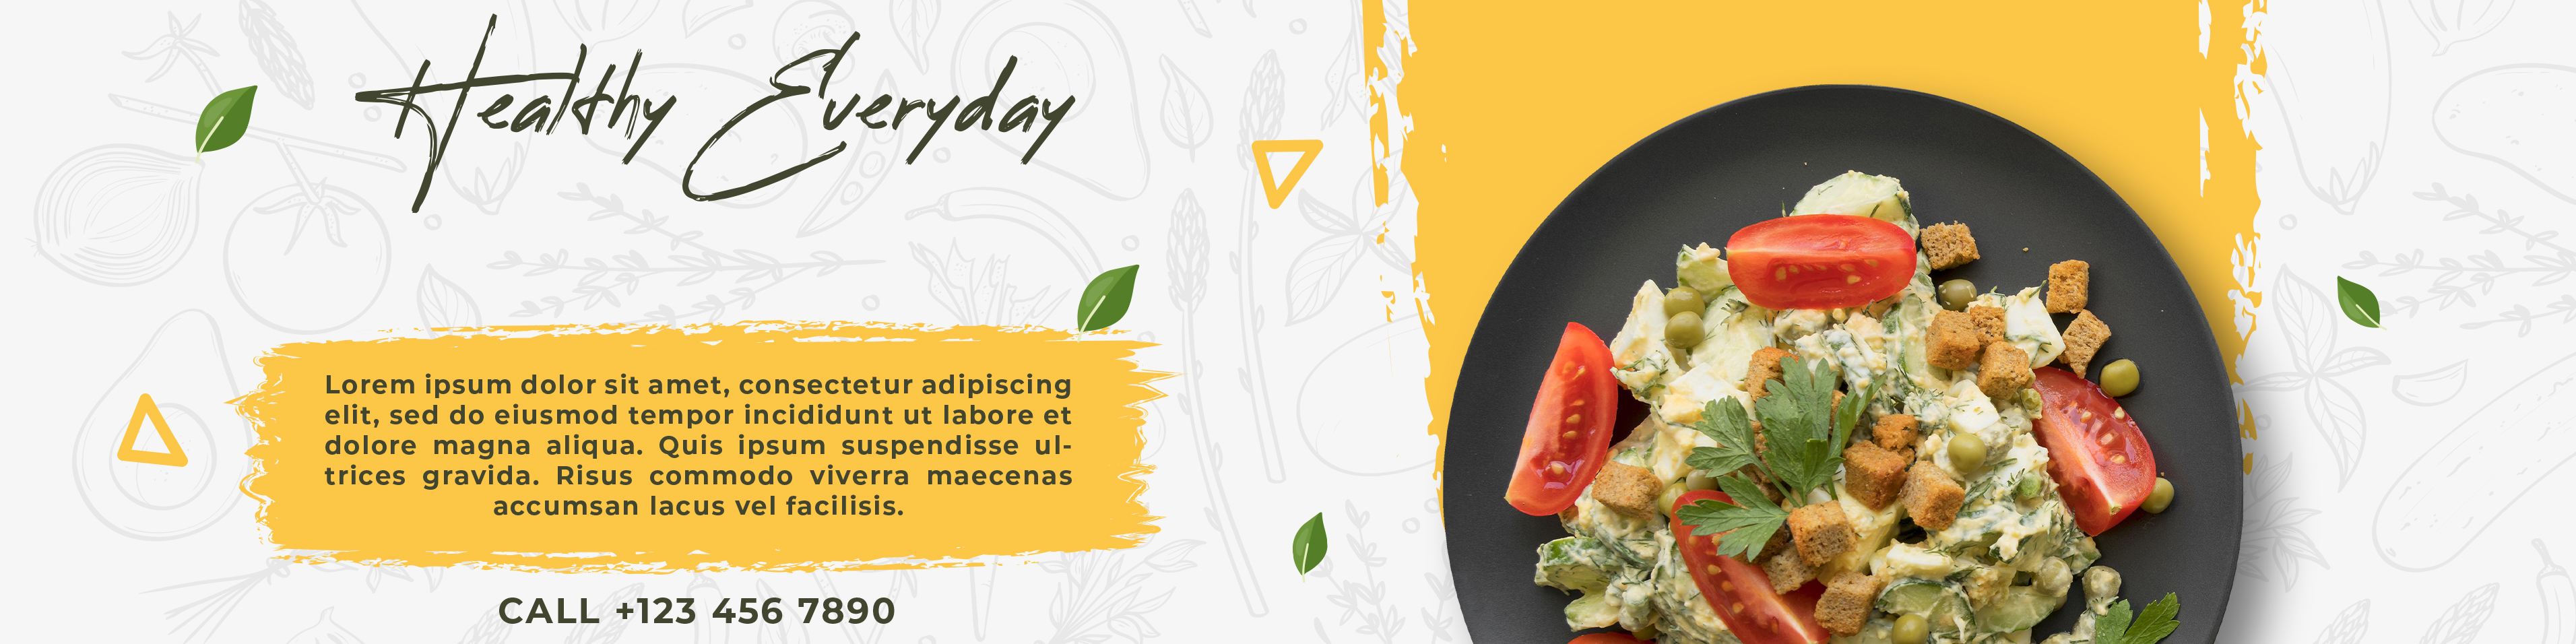 Healthy Everyday
Lorem ipsum dolor sit amet, consectetur adipiscing
elit, sed do eiusmod tempor incididunt ut labore et
dolore magna aliqua. Quis ipsum suspendisse ul-
trices gravida. Risus commodo viverra maecenas
accumsan lacus vel facilisis.
CALL +123 456 7890